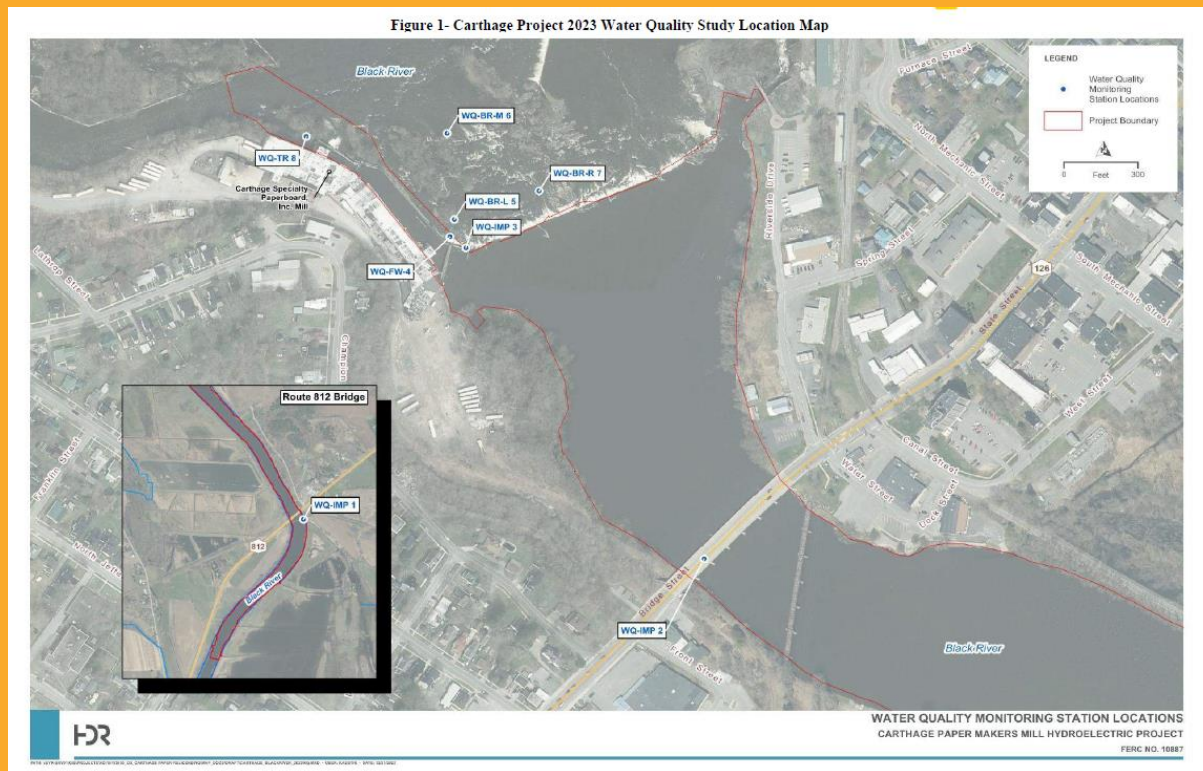 Figure 1- Carthage Project 2023 Water Quality Study Location Map
Black River
LEGEND
Water Quality
Monitoring
Station Locations
Project Boundary
0 Feet 300
Furnace Street
North Mechanic Street
WQ-BR-M 6
WQ-TR 8
Carthage Specialty
Paperboard,
Inc. Mill
WQ-BR-R 7
WQ-BR-L 5
WQ-IMP 3
WQ-FW-4
Riverside Drive
Spring Street
126
State Street
South Mechanic Street
Lathrop Street
Champion
West Street
Canal Street
Water Street
Dock Street
Route 812 Bridge
WQ-IMP 1
812
Black River
Franklin Street
North Jeffe
Bridge Street
WQ-IMP 2
Front Street
Black River
HDR
WATER QUALITY MONITORING STATION LOCATIONS
CARTHAGE PAPER MAKERS MILL HYDROELECTRIC PROJECT
FERC NO. 10887